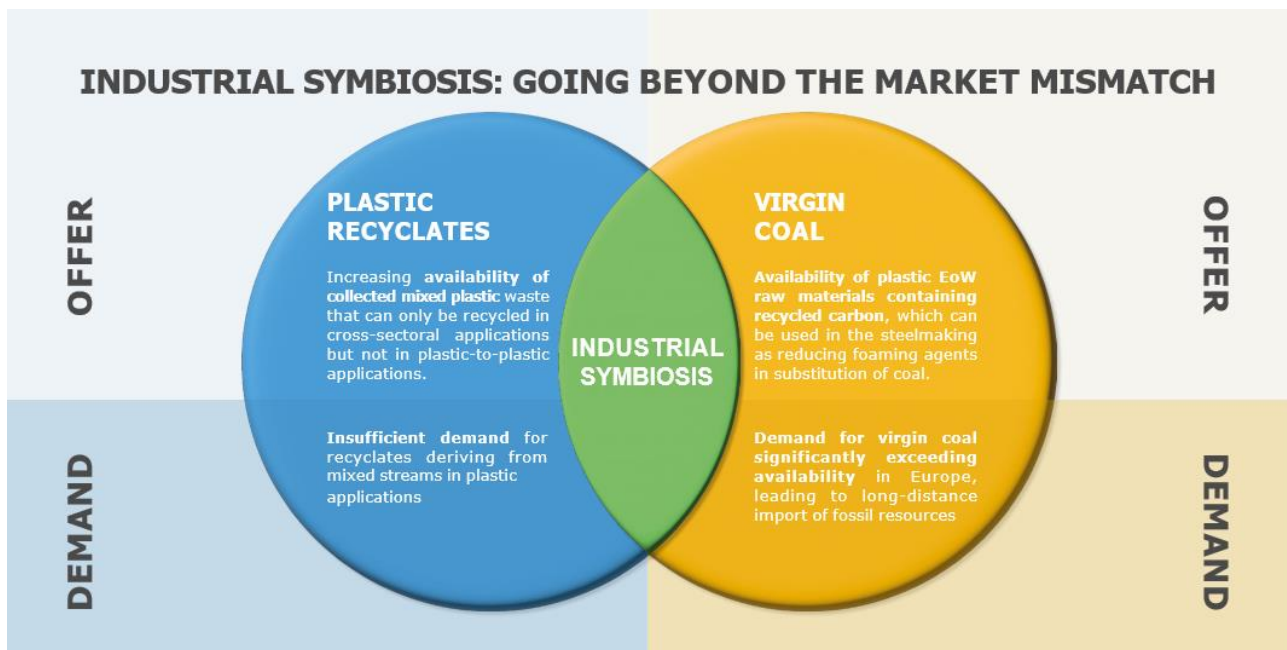 INDUSTRIAL SYMBIOSIS: GOING BEYOND THE MARKET MISMATCH
OFFER
DEMAND
PLASTIC
RECYCLATES
Increasing availability of
collected mixed plastic waste
that can only be recycled in
cross-sectoral applications
but not in plastic-to-plastic
applications.
Insufficient demand for
recyclates deriving from
mixed streams in plastic
applications
INDUSTRIAL
SYMBIOSIS
VIRGIN
COAL
Availability of plastic EoW
raw materials containing
recycled carbon, which can
be used in the steelmaking
as reducing foaming agents
in substitution of coal.
Demand for virgin coal
significantly exceeding
availability in Europe,
leading to long-distance
import of fossil resources
OFFER
DEMAND